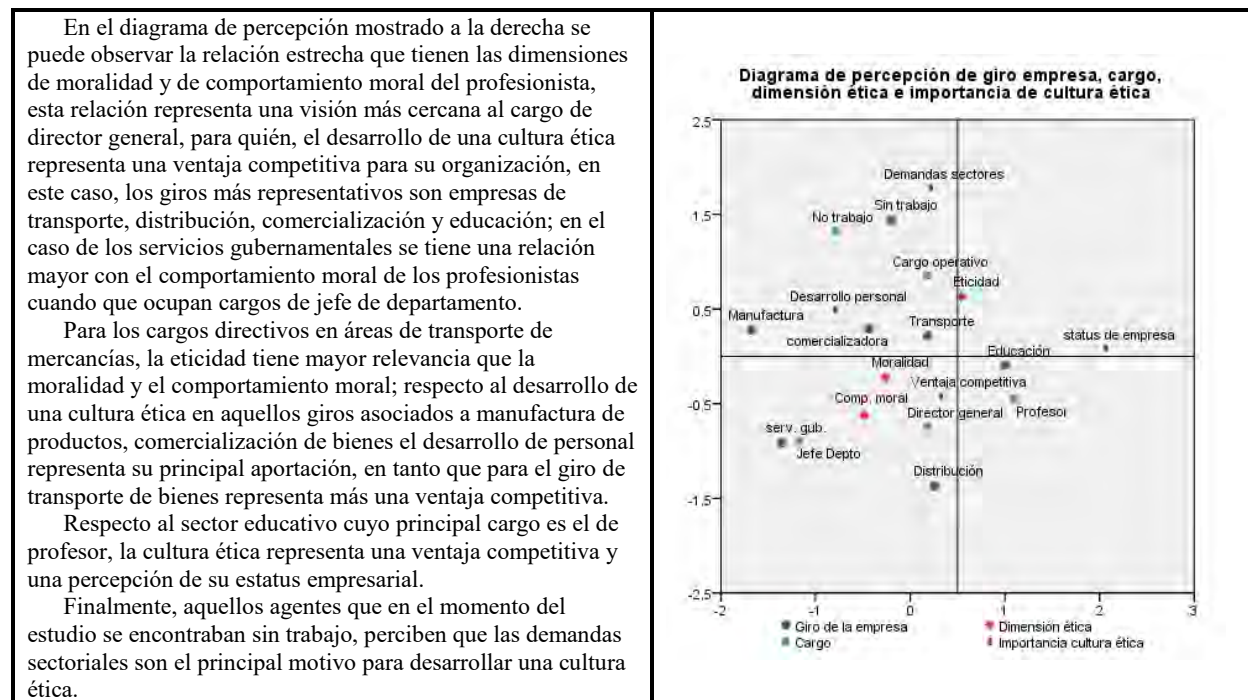 En el diagrama de percepción mostrado a la derecha se
puede observar la relación estrecha que tienen las dimensiones
de moralidad y de comportamiento moral del profesionista,
esta relación representa una visión más cercana al cargo de
director general, para quién, el desarrollo de una cultura ética
representa una ventaja competitiva para su organización, en
este caso, los giros más representativos son empresas de
transporte, distribución, comercialización y educación; en el
caso de los servicios gubernamentales se tiene una relación
mayor con el comportamiento moral de los profesionistas
cuando que ocupan cargos de jefe de departamento.
Para los cargos directivos en áreas de transporte de
mercancías, la eticidad tiene mayor relevancia que la
moralidad y el comportamiento moral; respecto al desarrollo de
una cultura ética en aquellos giros asociados a manufactura de
productos, comercialización de bienes el desarrollo de personal
representa su principal aportación, en tanto que para el giro de
transporte de bienes representa más una ventaja competitiva.
Respecto al sector educativo cuyo principal cargo es el de
profesor, la cultura ética representa una ventaja competitiva y
una percepción de su estatus empresarial.
Finalmente, aquellos agentes que en el momento del
estudio se encontraban sin trabajo, perciben que las demandas
sectoriales son el principal motivo para desarrollar una cultura
ética.
Diagrama de percepción de giro empresa, cargo,
dimensión ética e importancia de cultura ética
2.5
Demandas sectores
Sin trabajo
1.5
No trabajo
Cargo operativo
Eticidad
Desarrollo personal
0.5
Manufactura
Transporte
comercializadora
status de empresa
Educación
Moralidad
Ventaja competitiva
Comp. moral
-0.5
Director general
Profesor
serv. gub.
Jefe Depto
Distribución
-1.5
-2.5
-2 -1 0 1 2 3
Giro de la empresa
Cargo
Dimensión ética
Importancia cultura ética